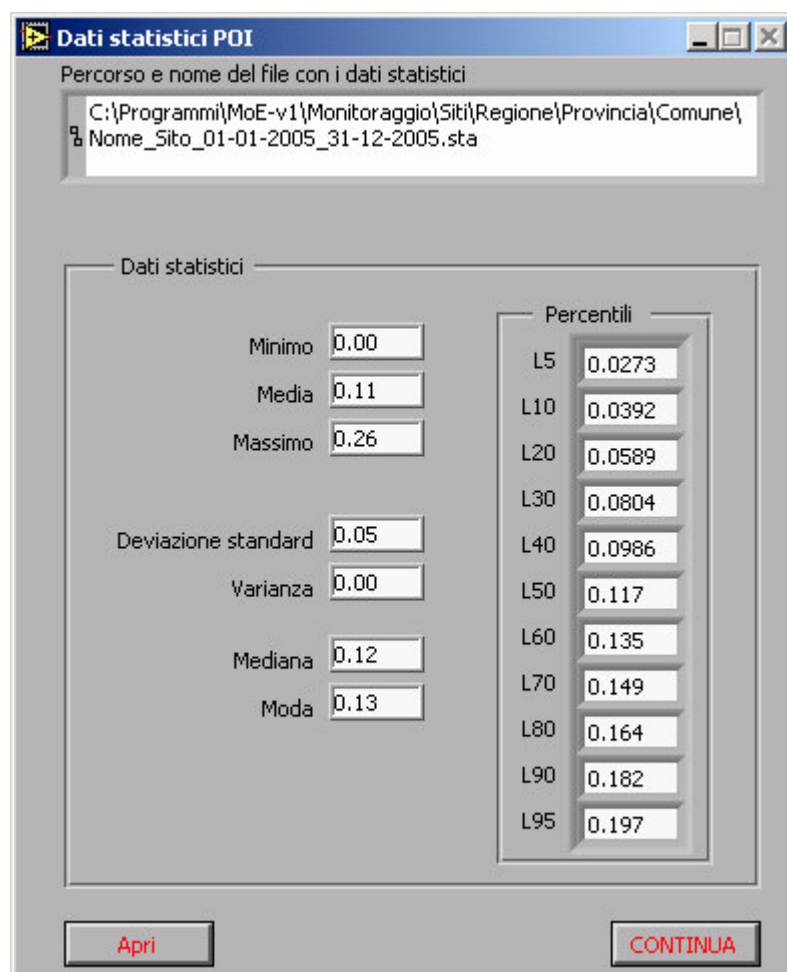 Dati statistici POI
Percorso e nome del file con i dati statistici
C:\Programmi\MoE-v1\Monitoraggio\Siti\Regione\Provincia\Comune\
Nome_Sito_01-01-2005_31-12-2005.sta
Dati statistici
Minimo 0.00
Media 0.11
Massimo 0.26
Deviazione standard 0.05
Varianza 0.00
Mediana 0.12
Moda 0.13
Percentili
L5 0.0273
L10 0.0392
L20 0.0589
L30 0.0804
L40 0.0986
L50 0.117
L60 0.135
L70 0.149
L80 0.164
L90 0.182
L95 0.197
Apri
CONTINUA